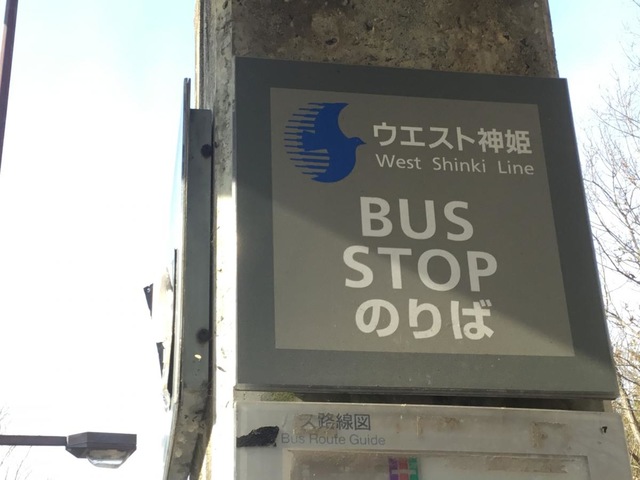 ウエスト神姫
West Shinki Line
BUS
STOP
のりば
ス路線図
Bus Route Guide